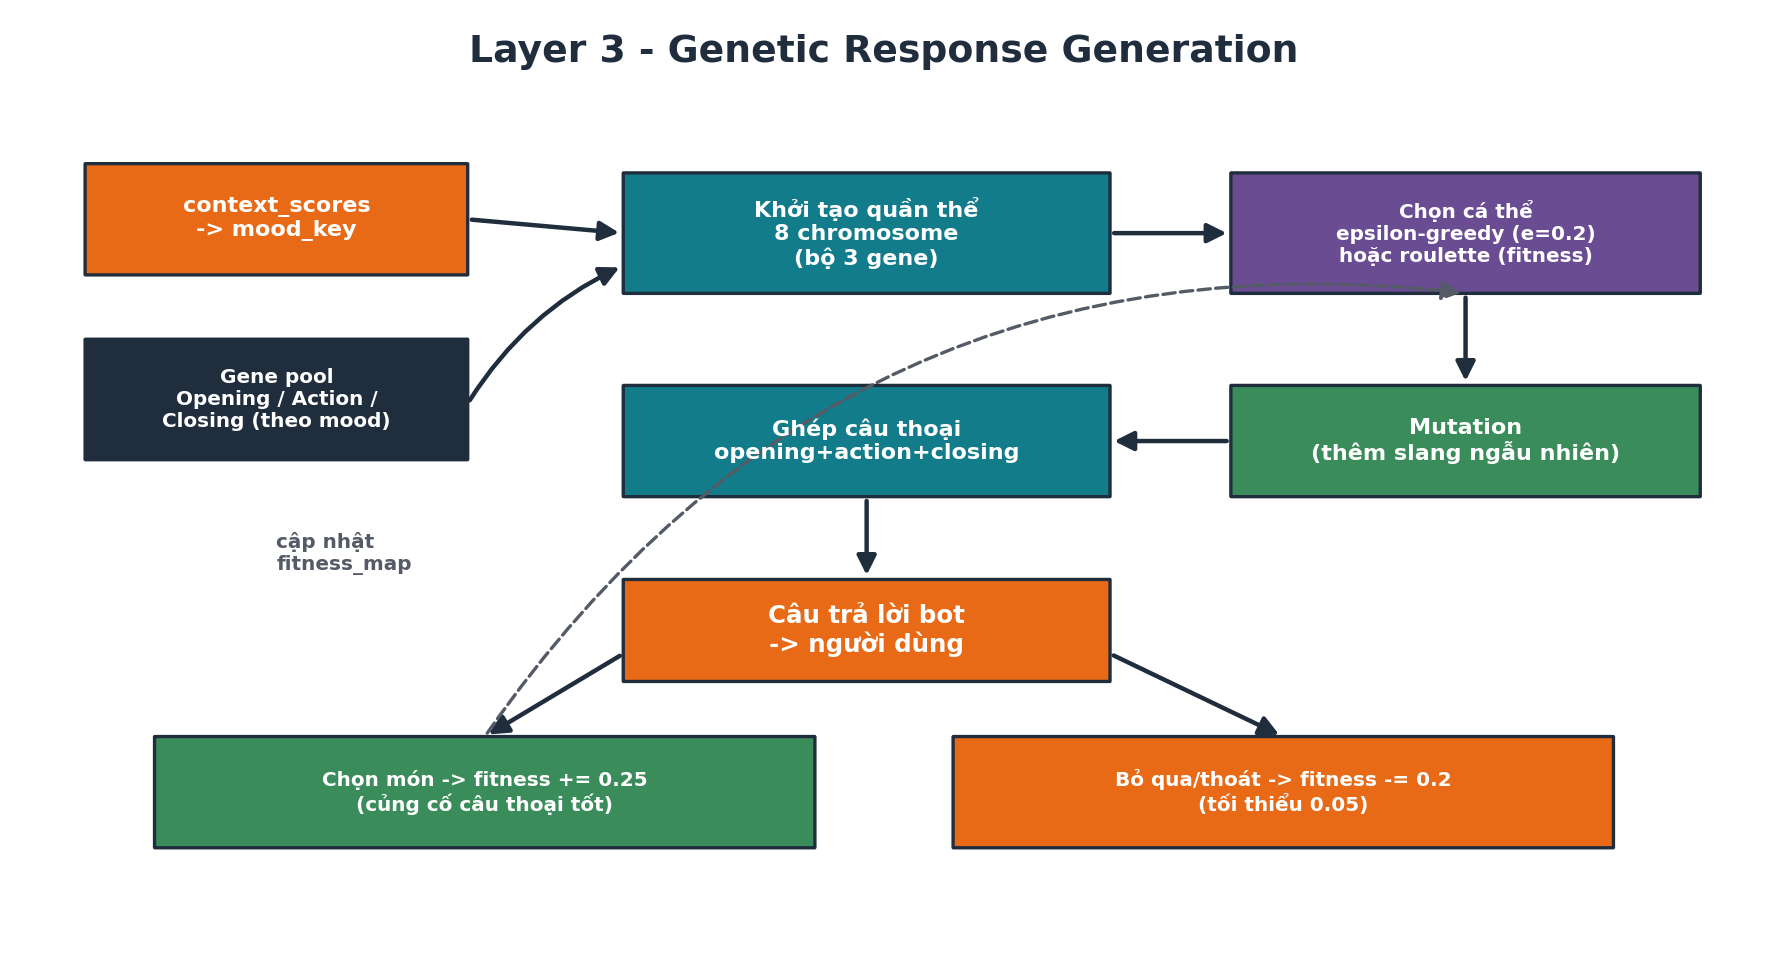 Layer 3 - Genetic Response Generation
context_scores
-> mood_key
Khởi tạo quần thể
8 chromosome
(bộ 3 gene)
Chọn cá thể
epsilon-greedy (e=0.2)
hoặc roulette (fitness)
Gene pool
Opening / Action /
Closing (theo mood)
Ghép câu thoại
opening+action+closing
Mutation
(thêm slang ngẫu nhiên)
cập nhật
fitness_map
Câu trả lời bot
-> người dùng
Chọn món -> fitness += 0.25
(củng cố câu thoại tốt)
Bỏ qua/thoát -> fitness -= 0.2
(tối thiểu 0.05)